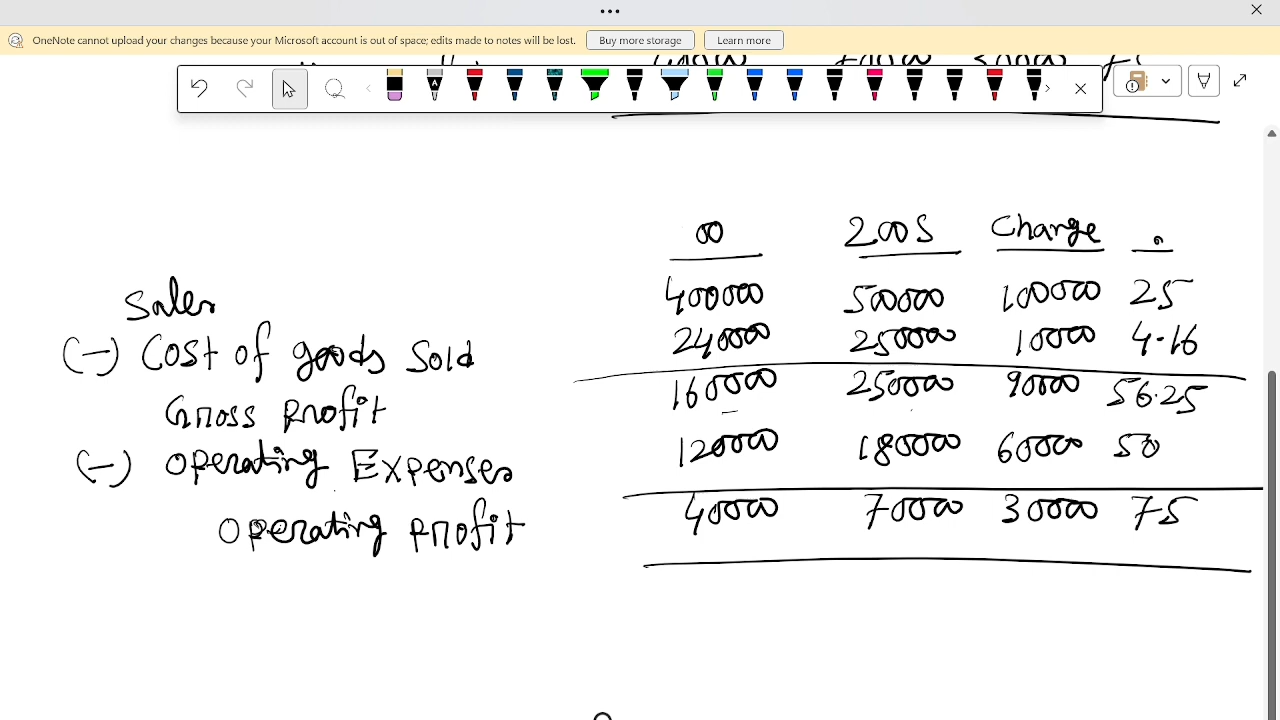 OneNote cannot upload your changes because your Microsoft account is out of space; edits made to notes will be lost. Buy more storage Learn more
00 2005 Change
Sales 400000 500000 100000 25
(-) Cost of goods Sold 240000 250000 10000 4.16
Gross profit 160000 250000 90000 56.25
(-) Operating Expenses 120000 180000 60000 50
Operating profit 40000 70000 30000 75